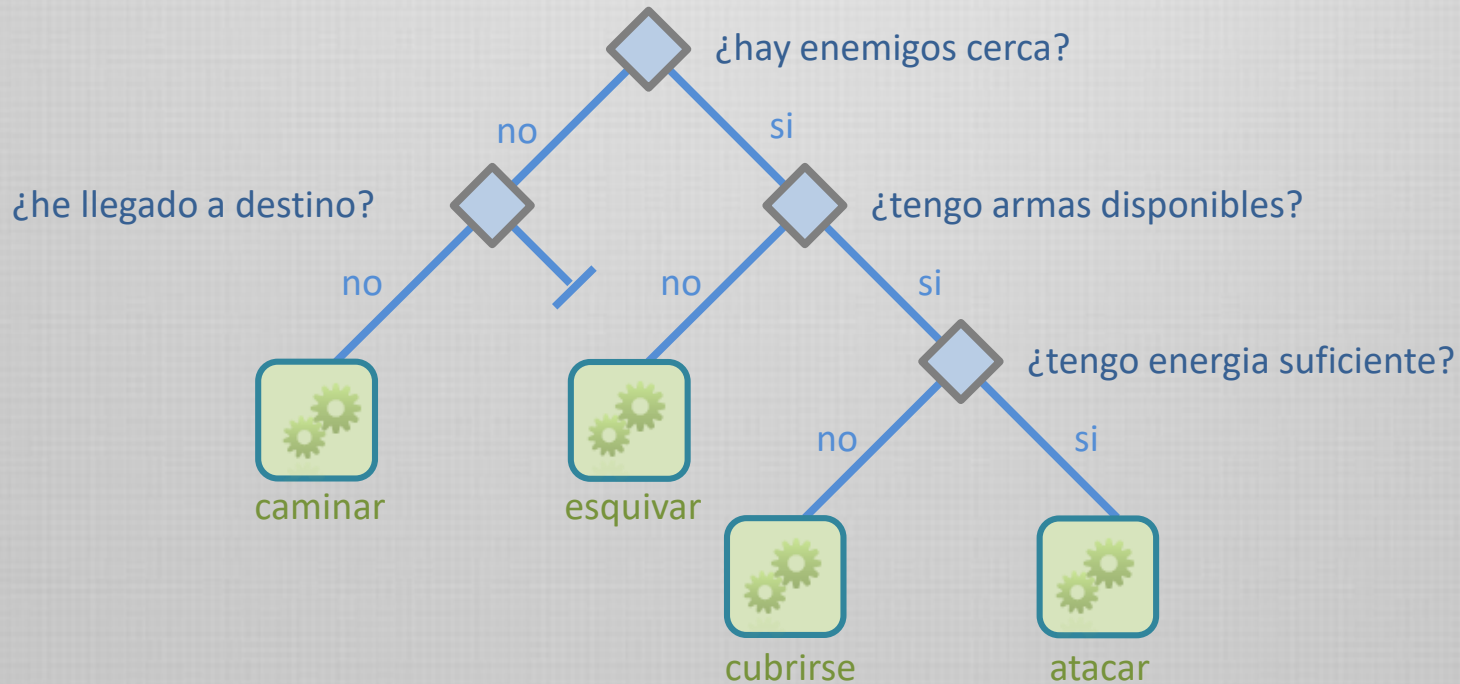 ¿hay enemigos cerca?
no
si
¿he llegado a destino?
¿tengo armas disponibles?
no
no
si
¿tengo energia suficiente?
no
si
caminar
esquivar
cubrirse
atacar